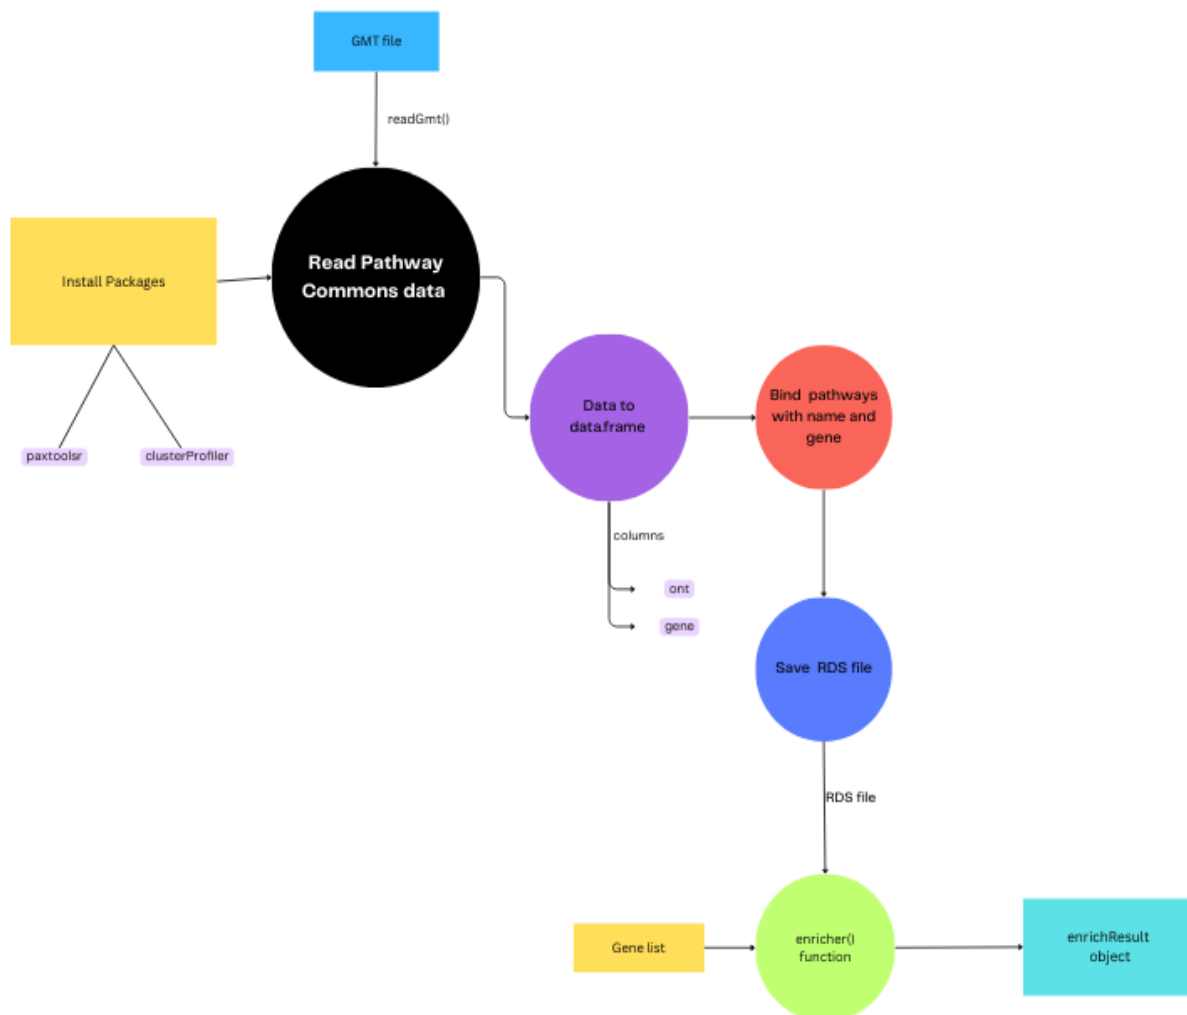 GMT file
readGmt()
Read Pathway
Commons data
Install Packages
paxtoolsr
clusterProfiler
Data to
data.frame
Bind pathways
with name and
gene
columns
ont
gene
Save RDS file
RDS file
Gene list
enricher()
function
enrichResult
object